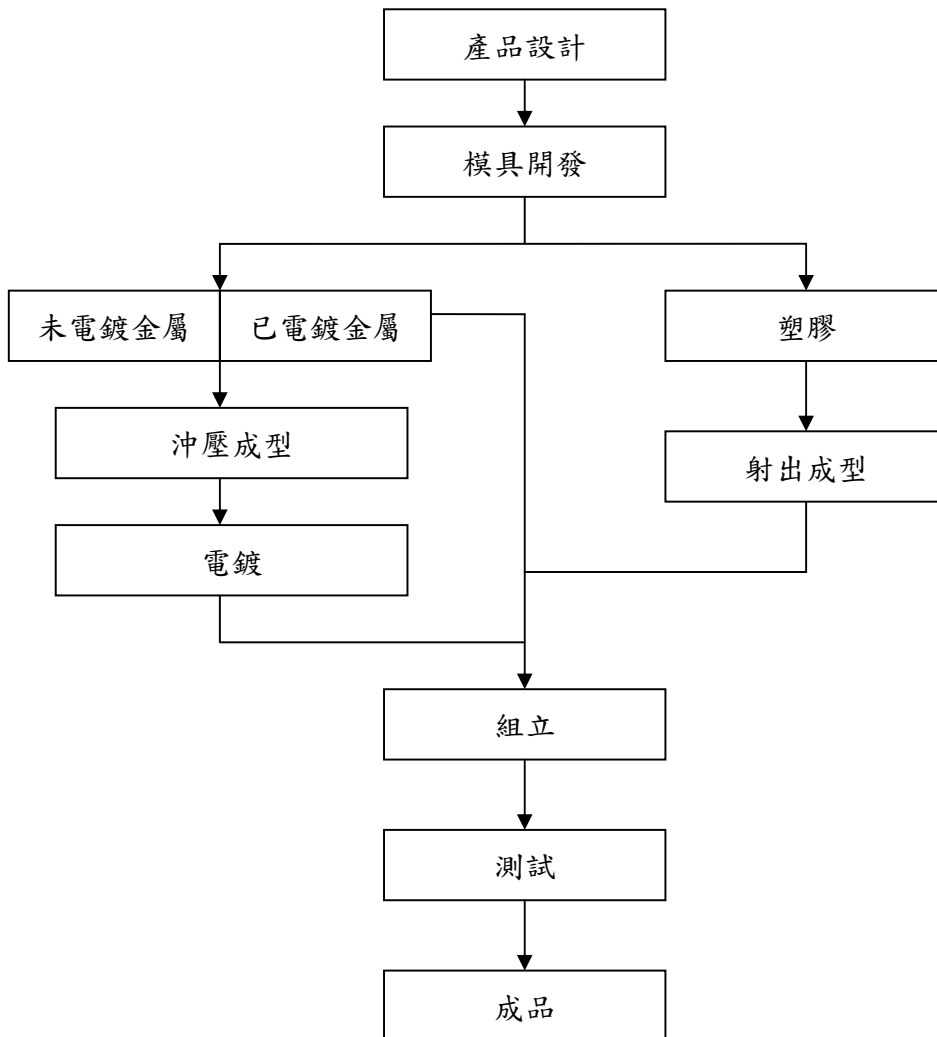 產品設計
模具開發
未電鍍金屬
已電鍍金屬
塑膠
沖壓成型
射出成型
電鍍
組立
測試
成品